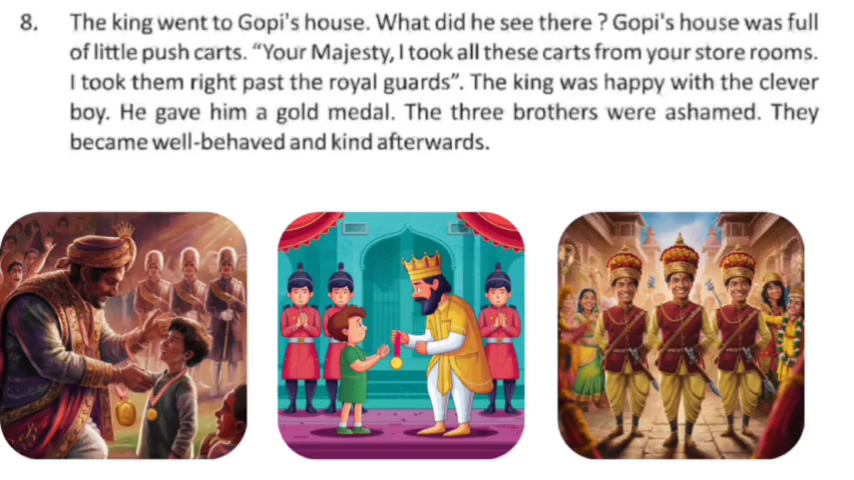 8. The king went to Gopi's house. What did he see there ? Gopi's house was full
of little push carts. “Your Majesty, I took all these carts from your store rooms.
I took them right past the royal guards”. The king was happy with the clever
boy. He gave him a gold medal. The three brothers were ashamed. They
became well-behaved and kind afterwards.